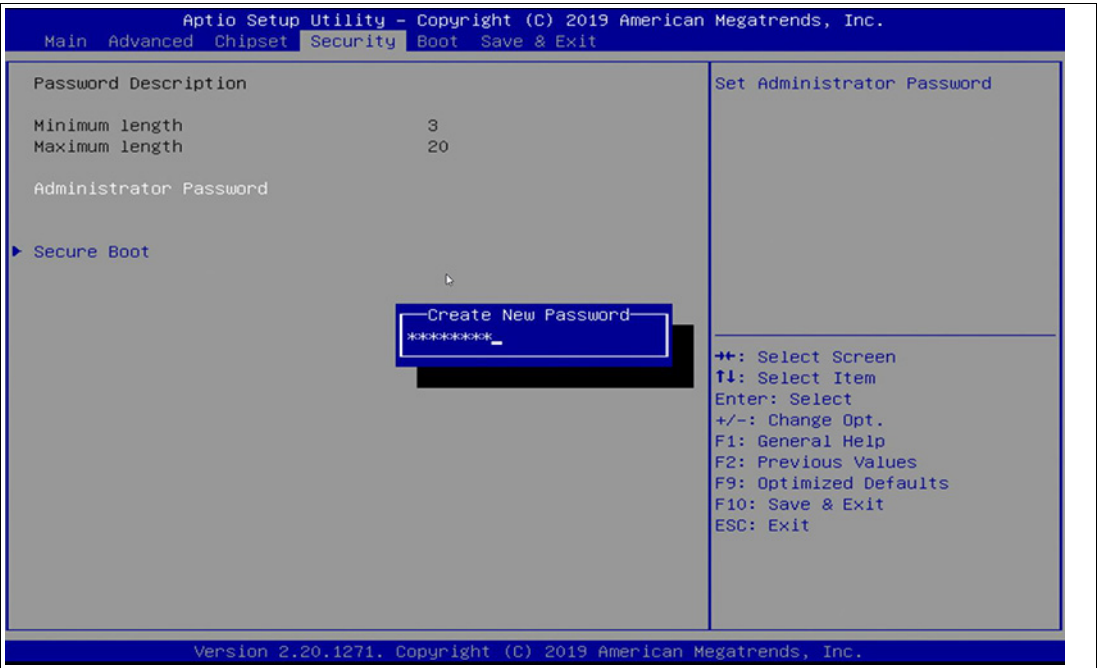 Aptio Setup Utility – Copyright (C) 2019 American Megatrends, Inc.
Main Advanced Chipset Security Boot Save & Exit
Password Description
Minimum length 3
Maximum length 20
Administrator Password
▶ Secure Boot
Create New Password
********_
Set Administrator Password
→←: Select Screen
↑↓: Select Item
Enter: Select
+/-: Change Opt.
F1: General Help
F2: Previous Values
F9: Optimized Defaults
F10: Save & Exit
ESC: Exit
Version 2.20.1271. Copyright (C) 2019 American Megatrends, Inc.